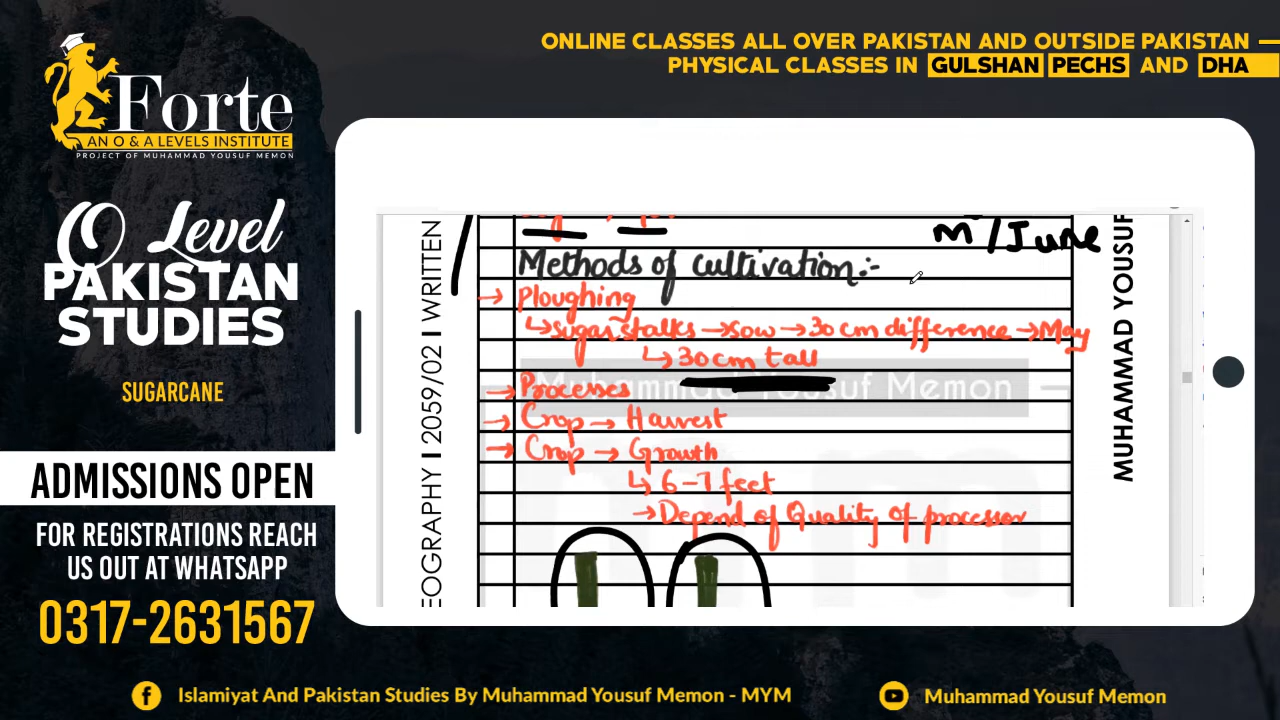 Forte
AN O & A LEVELS INSTITUTE
PROJECT OF MUHAMMAD YOUSUF MEMON
O Level
PAKISTAN
STUDIES
SUGARCANE
ADMISSIONS OPEN
FOR REGISTRATIONS REACH
US OUT AT WHATSAPP
0317-2631567
ONLINE CLASSES ALL OVER PAKISTAN AND OUTSIDE PAKISTAN
PHYSICAL CLASSES IN GULSHAN PECHS AND DHA
EOGRAPHY I 2059/02 I WRITTEN
M / June
Methods of cultivation:-
→ Ploughing
↳ Sugar stalks → Sow → 30 cm difference → May
↳ 30cm tall
Muhammad Yousuf Memon
→ Processes
→ Crop → Harvest
→ Crop → Growth
↳ 6-7 feet
→ Depend of Quality of processor
MUHAMMAD YOUSUF
Islamiyat And Pakistan Studies By Muhammad Yousuf Memon - MYM
Muhammad Yousuf Memon